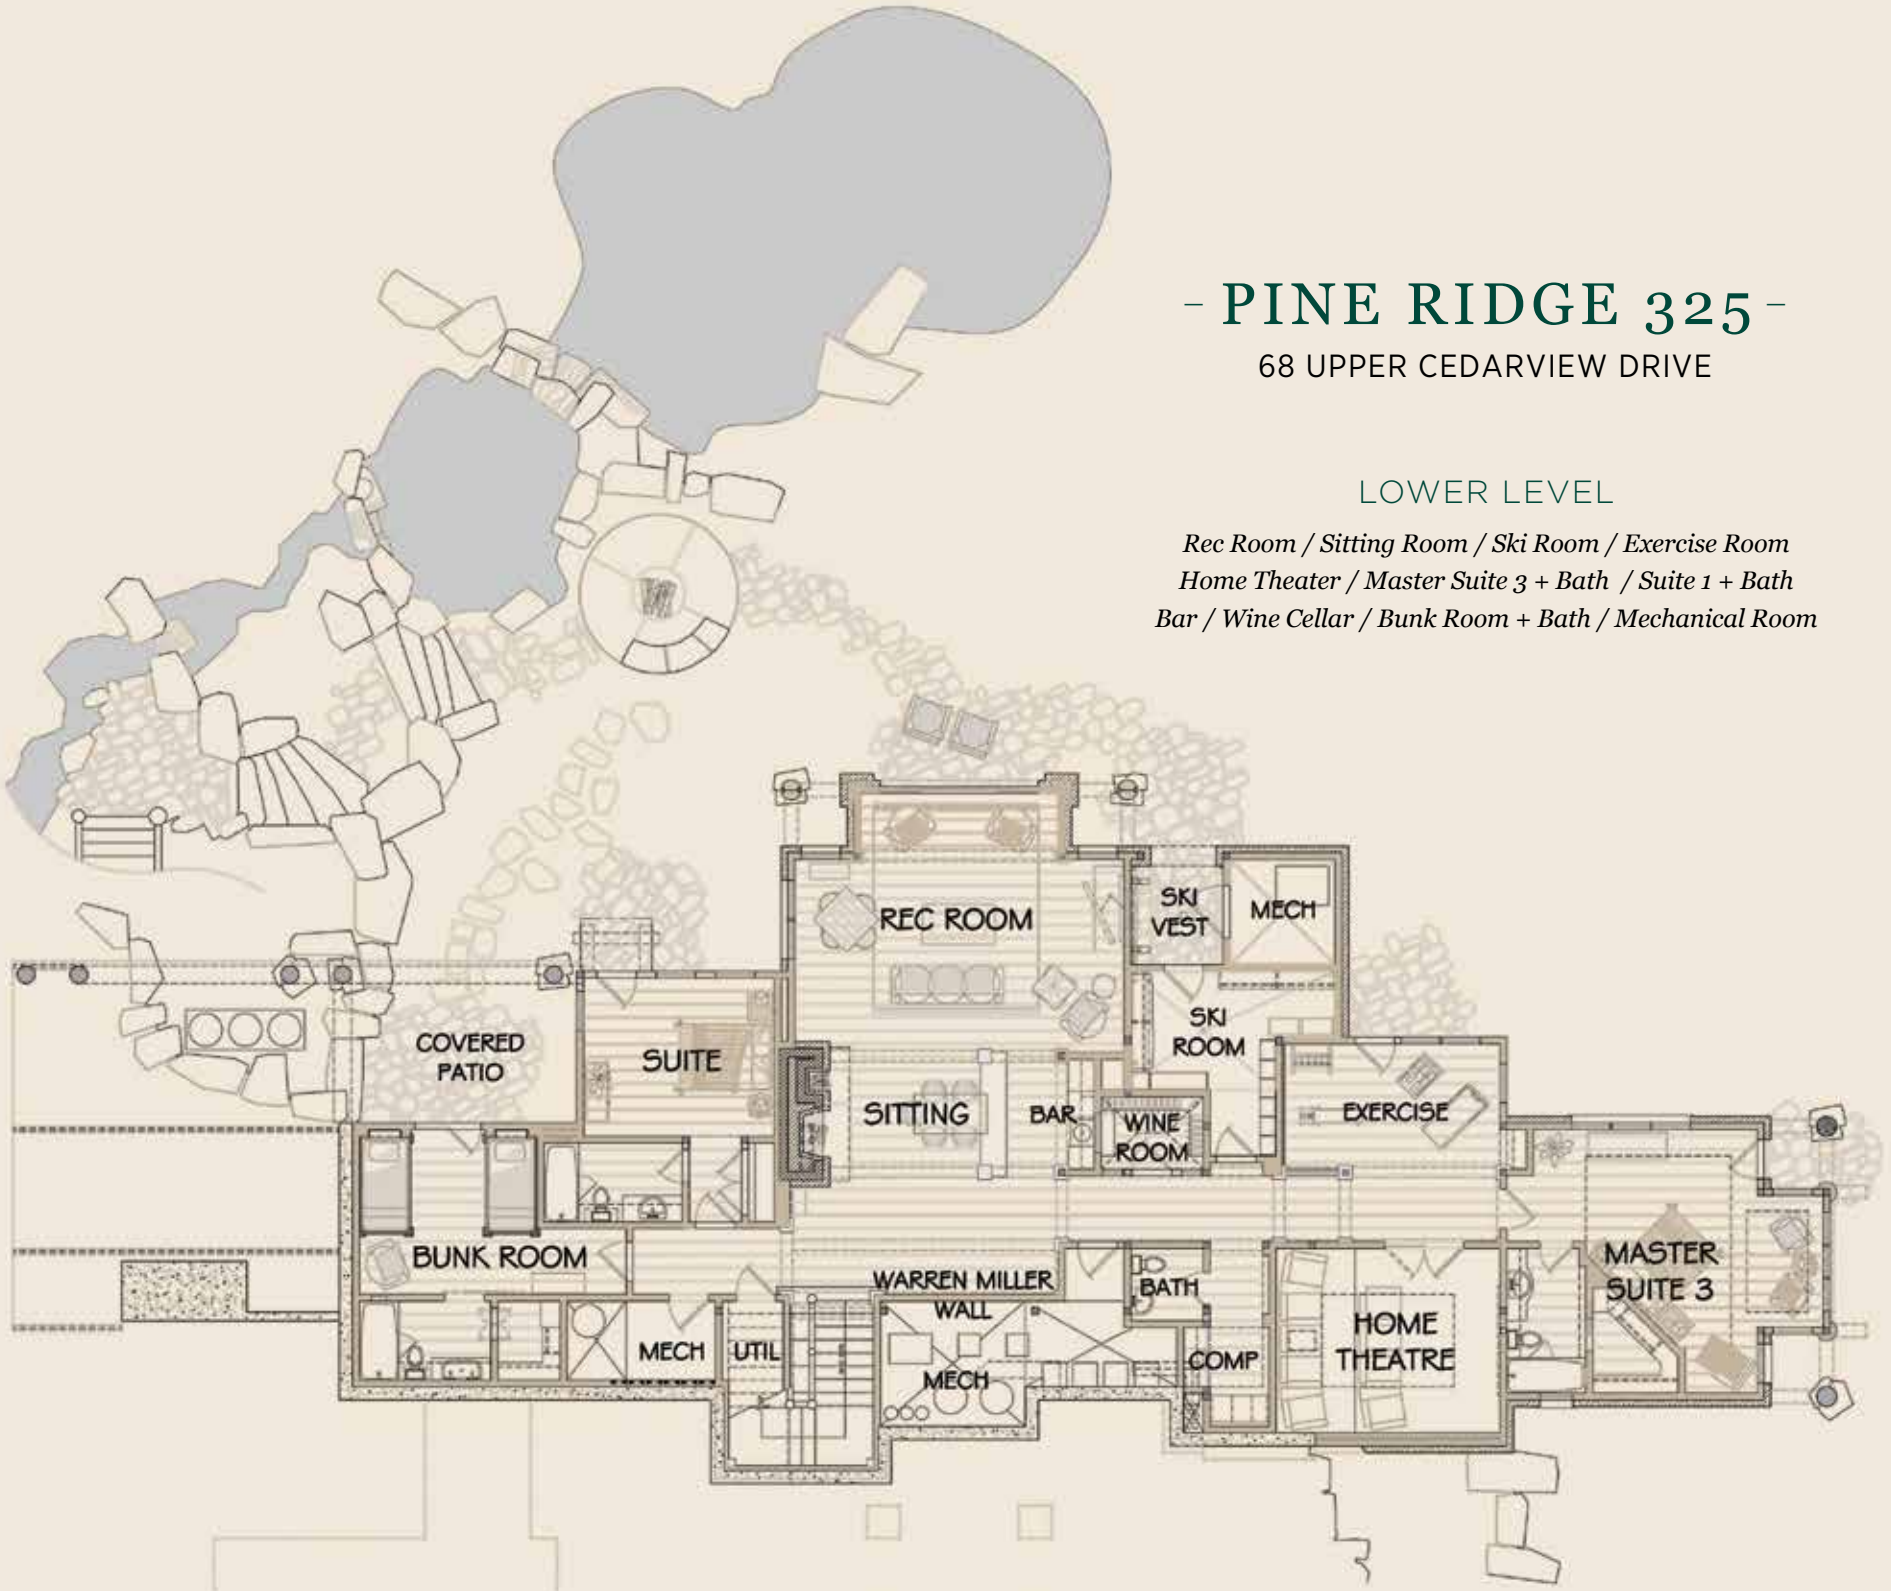 - PINE RIDGE 325 -
68 UPPER CEDARVIEW DRIVE
LOWER LEVEL
Rec Room / Sitting Room / Ski Room / Exercise Room
Home Theater / Master Suite 3 + Bath / Suite 1 + Bath
Bar / Wine Cellar / Bunk Room + Bath / Mechanical Room
REC ROOM
SKI
VEST
MECH
COVERED
PATIO
SUITE
SKI
ROOM
SITTING
BAR
WINE
ROOM
EXERCISE
BUNK ROOM
WARREN MILLER
WALL
BATH
MASTER
SUITE 3
MECH
UTIL
MECH
COMP
HOME
THEATRE